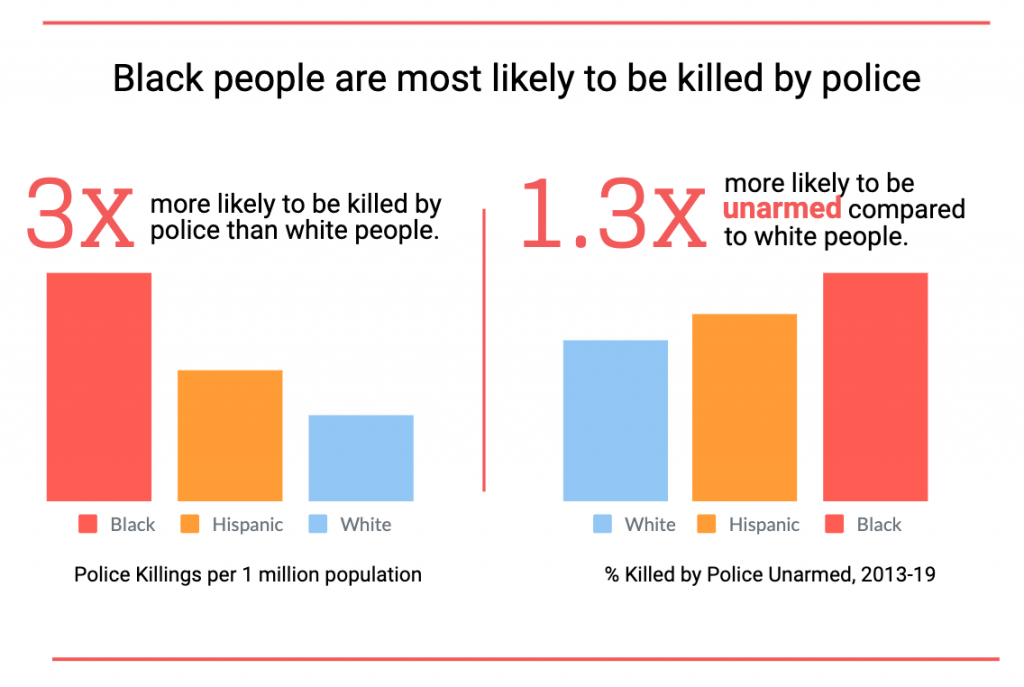 Black people are most likely to be killed by police
3x
more likely to be killed by
police than white people.
1.3x
more likely to be
unarmed compared
to white people.
Black Hispanic White
Police Killings per 1 million population
White Hispanic Black
% Killed by Police Unarmed, 2013-19